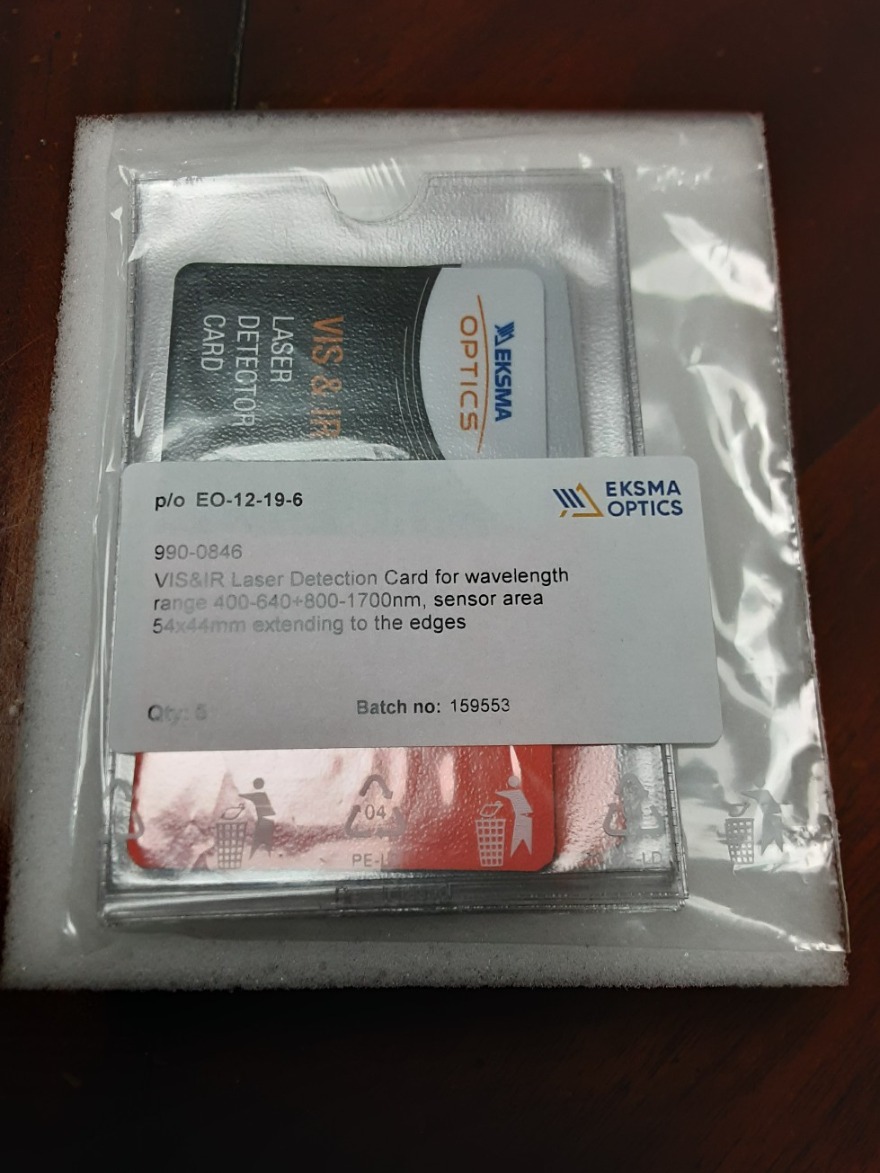 EKSMA
OPTICS
VIS & IR
LASER
DETECTOR
CARD
p/o EO-12-19-6
EKSMA
OPTICS
990-0846
VIS&IR Laser Detection Card for wavelength
range 400-640+800-1700nm, sensor area
54x44mm extending to the edges
Qty:
Batch no: 159553
04
PE-L
LD